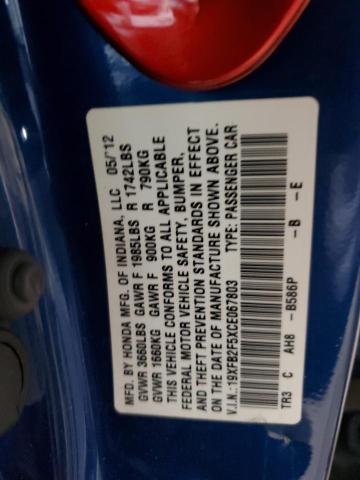 MFD. BY HONDA MFG. OF INDIANA, LLC 05/12
GVWR 3660LBS GAWR F 1985LBS R 1742LBS
GVWR 1660KG GAWR F 900KG R 790KG
THIS VEHICLE CONFORMS TO ALL APPLICABLE
FEDERAL MOTOR VEHICLE SAFETY, BUMPER,
AND THEFT PREVENTION STANDARDS IN EFFECT
ON THE DATE OF MANUFACTURE SHOWN ABOVE.
V.I.N.:19XFB2F5XCE067803 TYPE: PASSENGER CAR
TR3 C AH8 -B586P -B -E